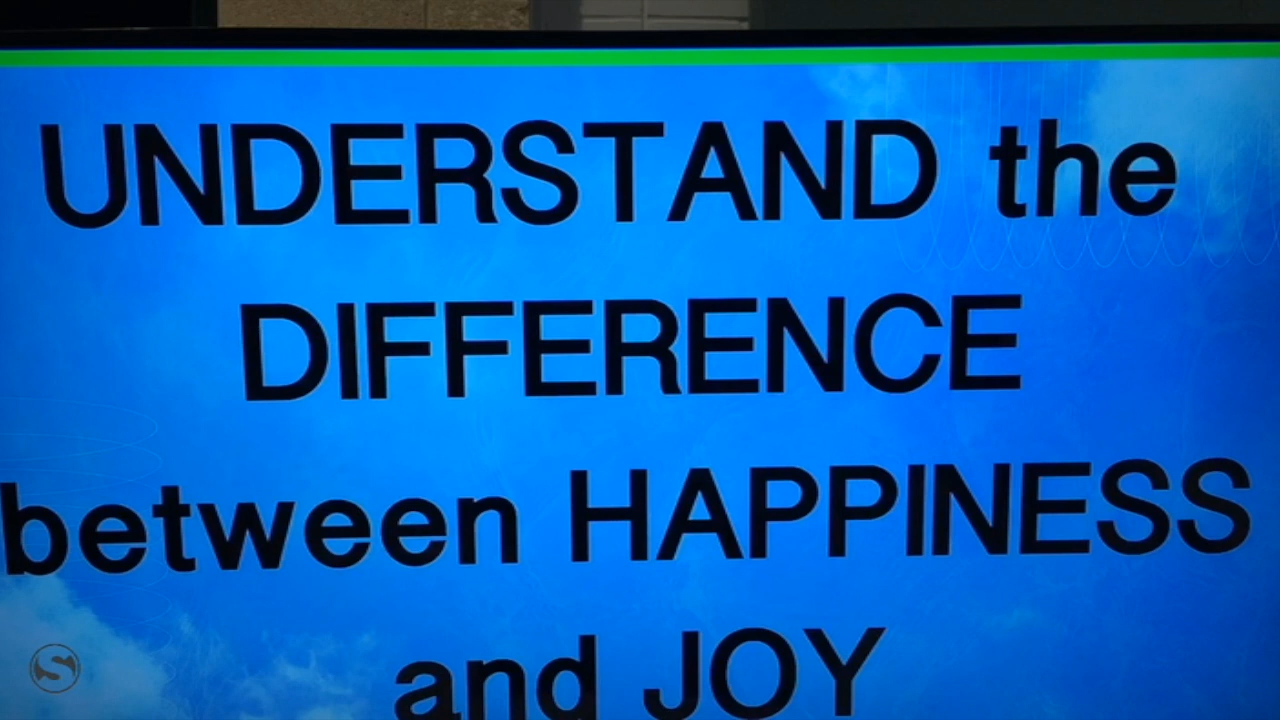 UNDERSTAND the
DIFFERENCE
between HAPPINESS
and JOY
S